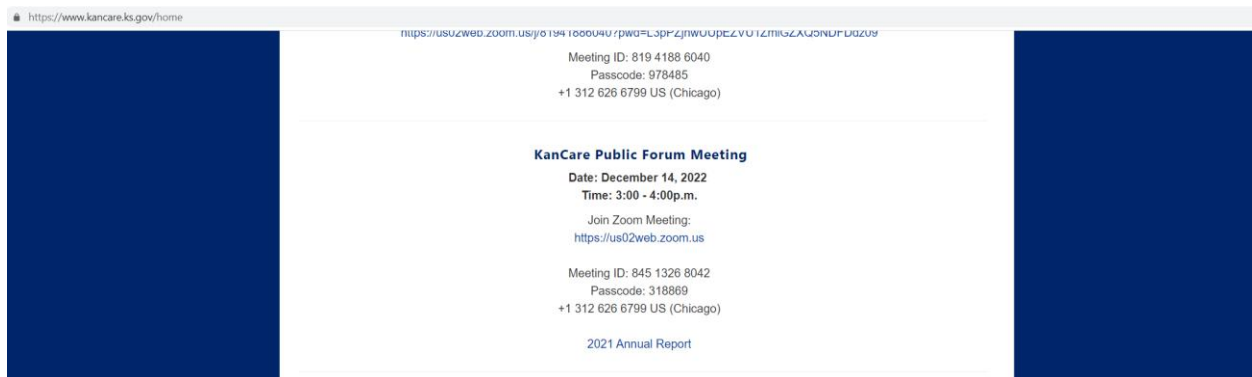 https://www.kancare.ks.gov/home
Meeting ID: 819 4188 6040
Passcode: 978485
+1 312 626 6799 US (Chicago)
KanCare Public Forum Meeting
Date: December 14, 2022
Time: 3:00 - 4:00p.m.
Join Zoom Meeting:
https://us02web.zoom.us
Meeting ID: 845 1326 8042
Passcode: 318869
+1 312 626 6799 US (Chicago)
2021 Annual Report